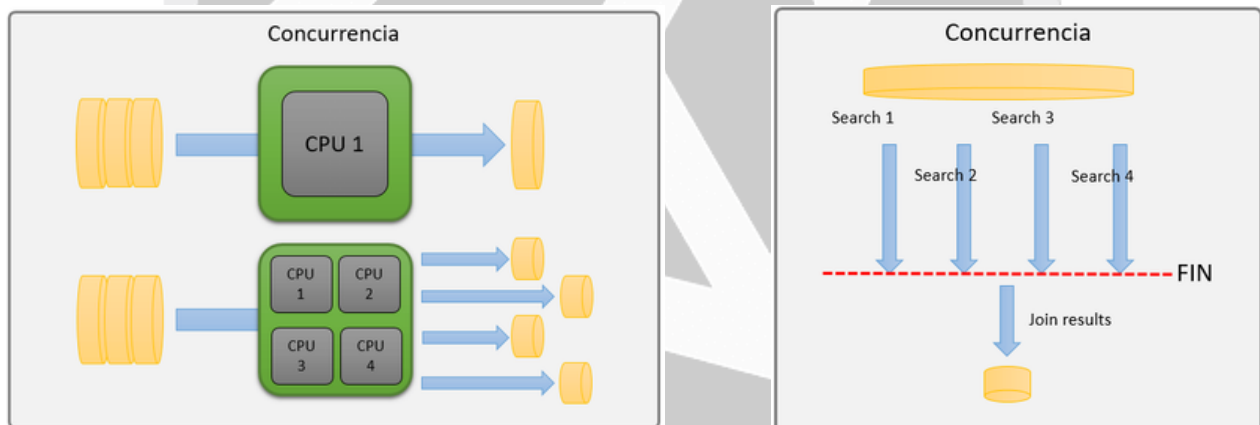 Concurrencia
CPU 1
CPU
1
CPU
2
CPU
3
CPU
4
Concurrencia
Search 1
Search 3
Search 2
Search 4
FIN
Join results